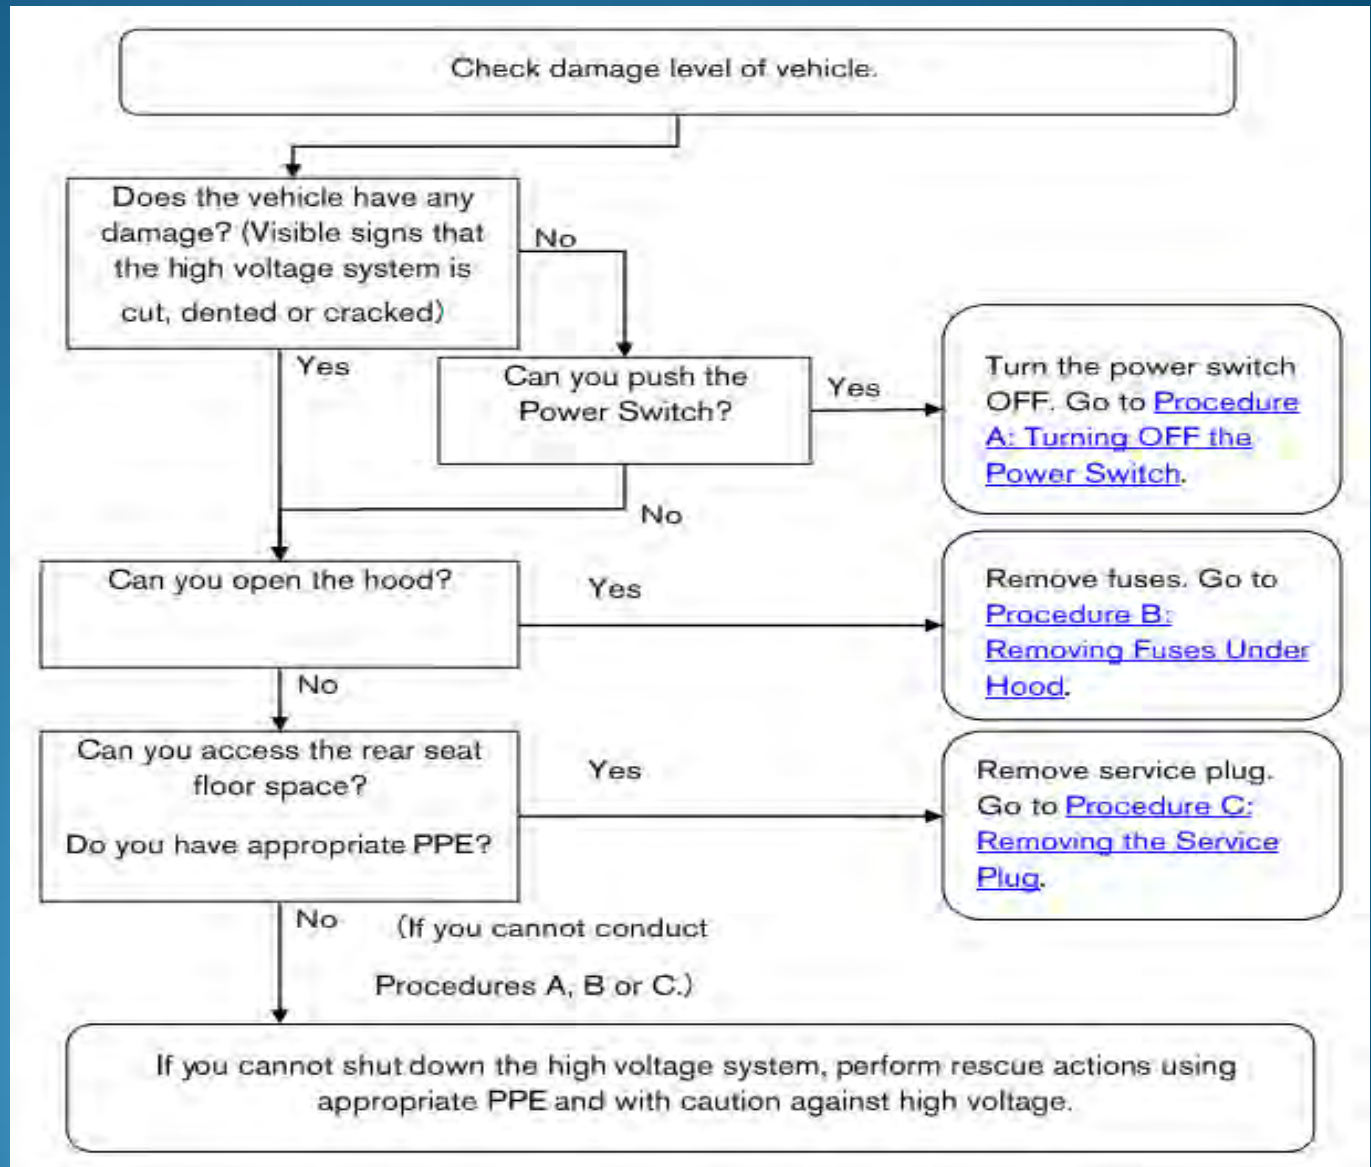 Check damage level of vehicle.
Does the vehicle have any
damage? (Visible signs that
the high voltage system is
cut, dented or cracked)
No
Yes
Can you push the
Power Switch?
Yes
Turn the power switch
OFF. Go to Procedure
A: Turning OFF the
Power Switch.
No
Can you open the hood?
Yes
Remove fuses. Go to
Procedure B:
Removing Fuses Under
Hood.
No
Can you access the rear seat
floor space?
Do you have appropriate PPE?
Yes
Remove service plug.
Go to Procedure C:
Removing the Service
Plug.
No
(If you cannot conduct
Procedures A, B or C.)
If you cannot shut down the high voltage system, perform rescue actions using
appropriate PPE and with caution against high voltage.